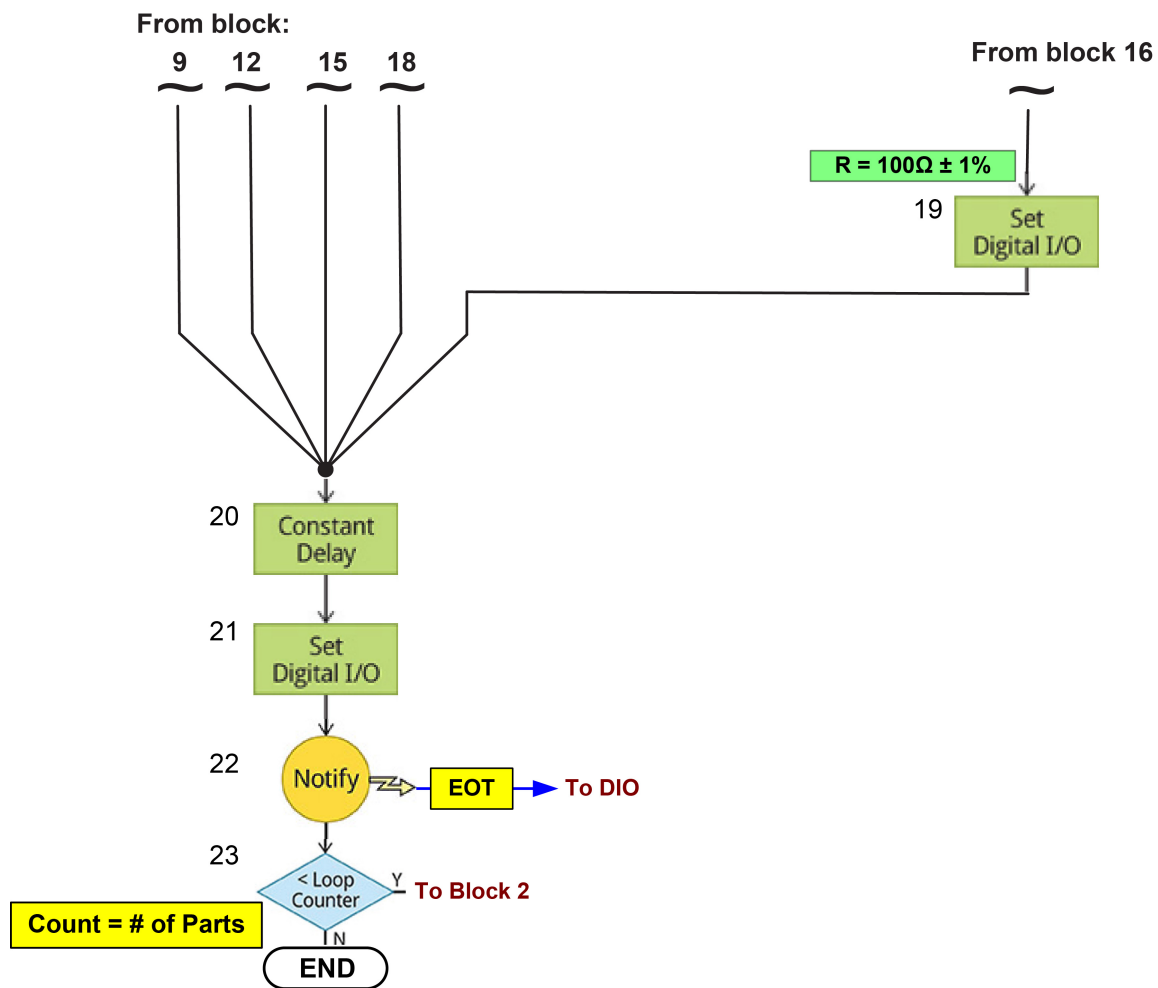 From block:
9 12 15 18
From block 16
R = 100Ω ± 1%
19
Set
Digital I/O
20
Constant
Delay
21
Set
Digital I/O
22
Notify
EOT
To DIO
23
< Loop
Counter
Y
To Block 2
Count = # of Parts
N
END